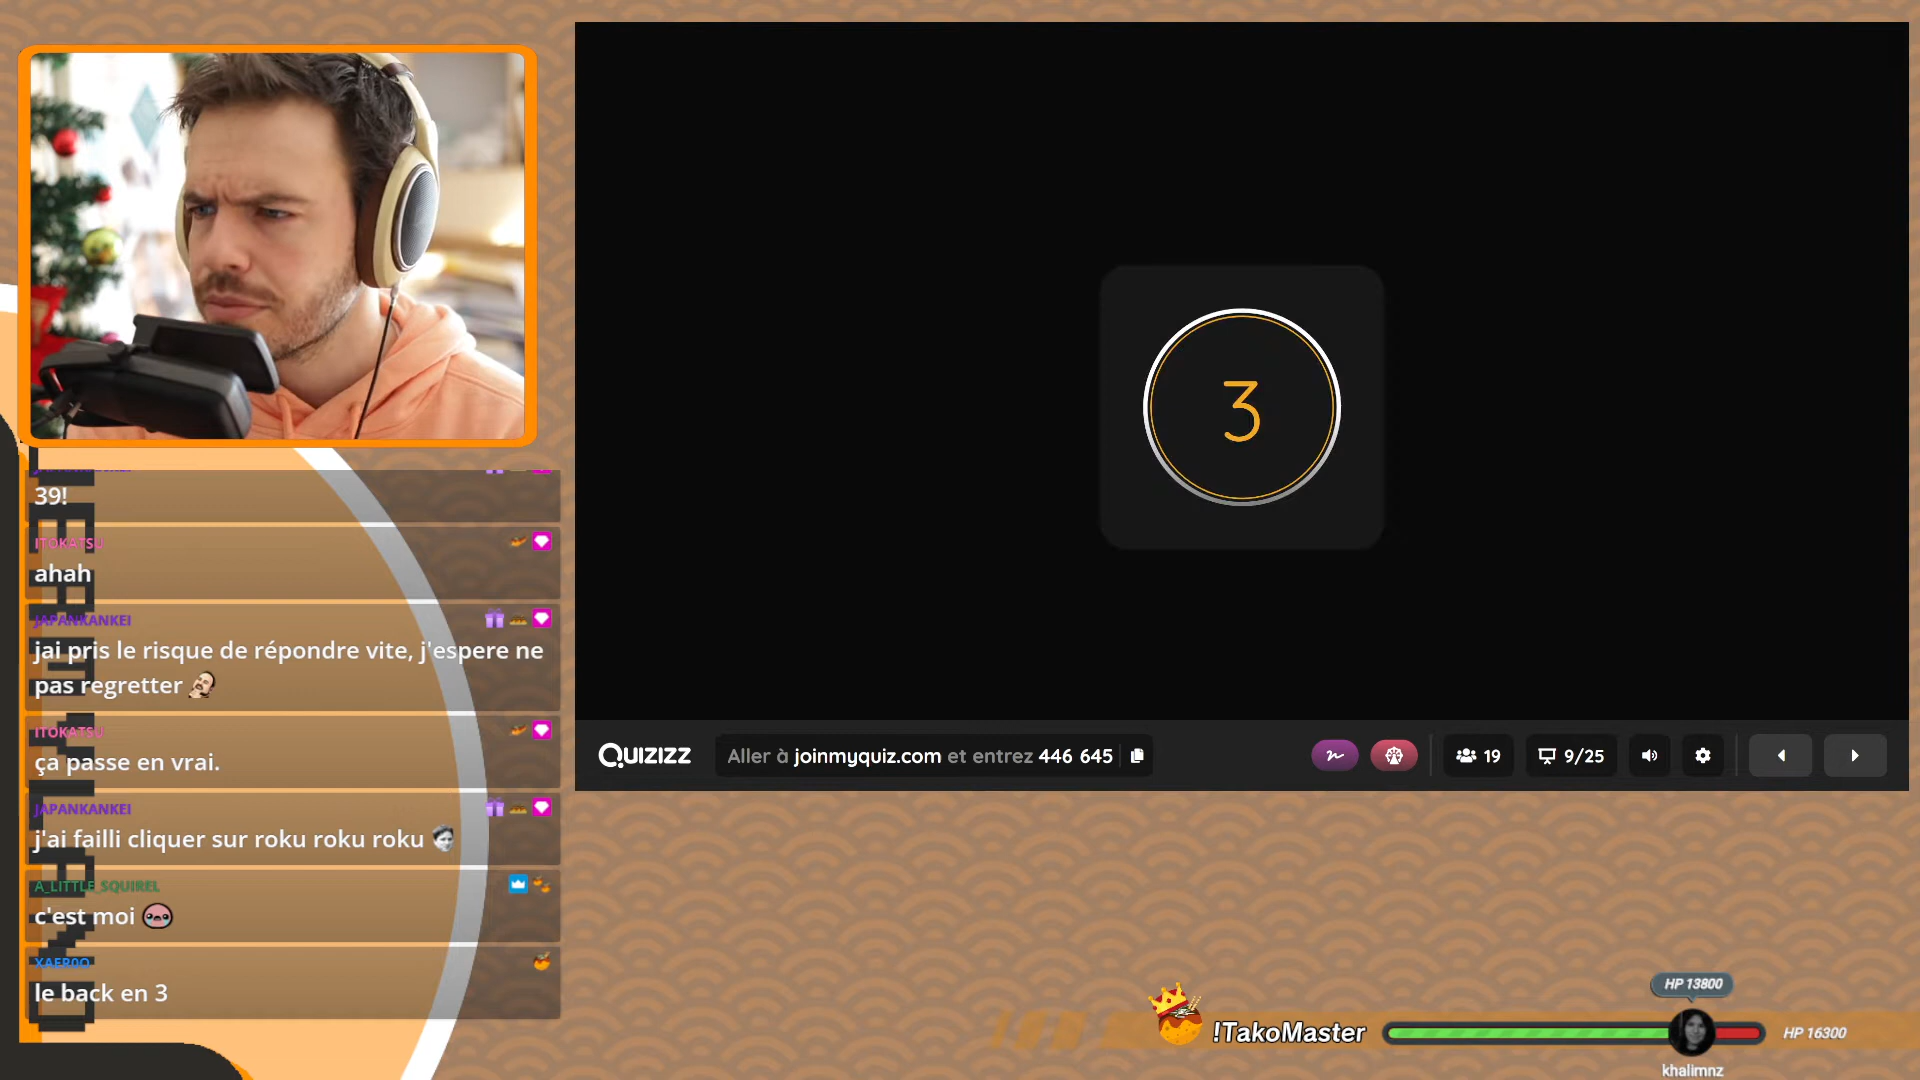 39!
ITOKATSU
ahah
JAPANKANKEI
jai pris le risque de répondre vite, j'espere ne
pas regretter
ITOKATSU
ça passe en vrai.
JAPANKANKEI
j'ai failli cliquer sur roku roku roku
A_LITTLE_SQUIREL
c'est moi
XAER0O
le back en 3
3
QUIZIZZ
Aller à joinmyquiz.com et entrez 446 645
19
9/25
HP 13800
!TakoMaster
HP 16300
khalimnz